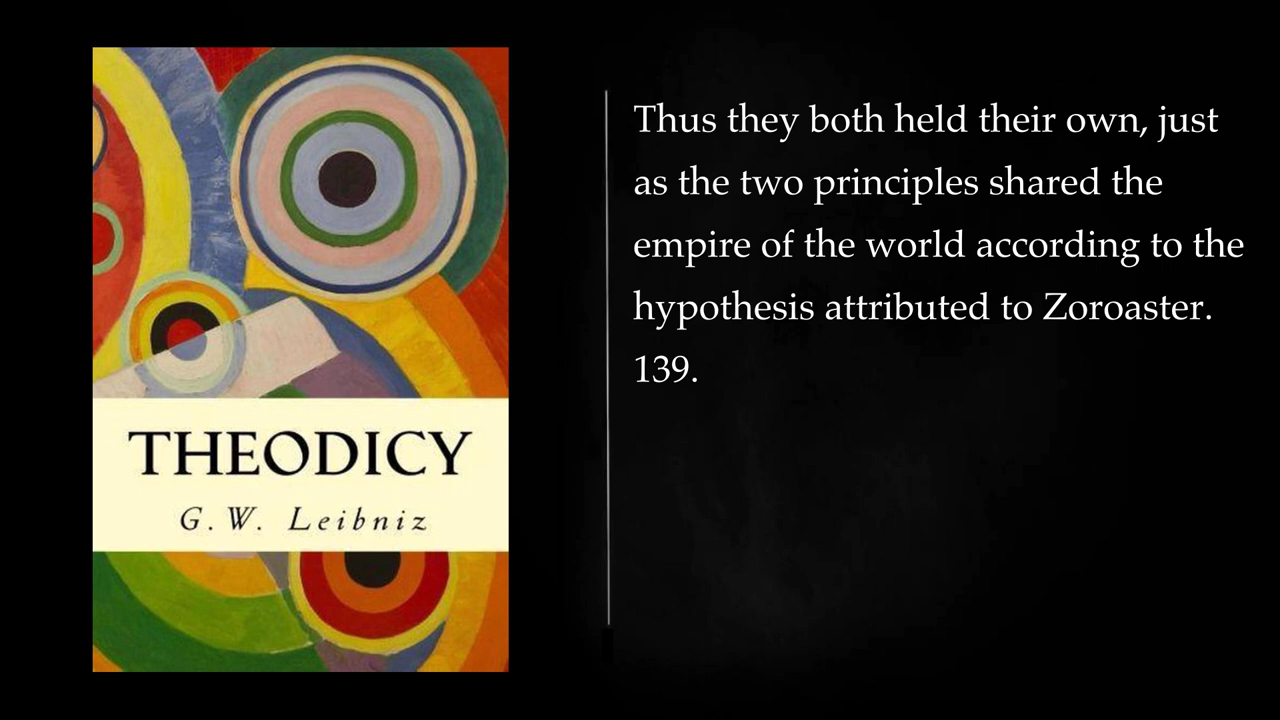 THEODICY
G. W. Leibniz
Thus they both held their own, just
as the two principles shared the
empire of the world according to the
hypothesis attributed to Zoroaster.
139.